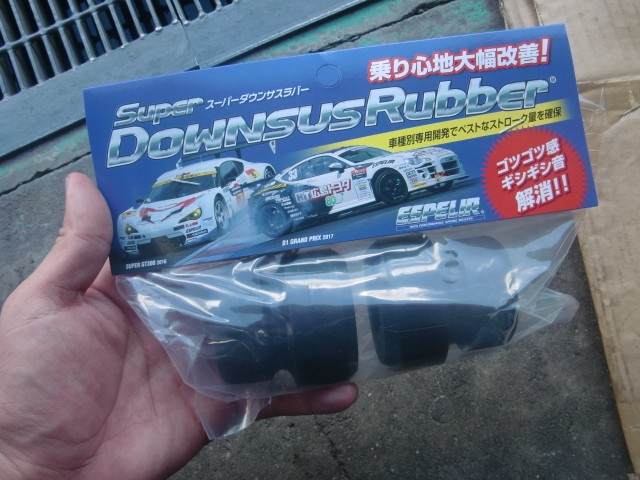 乗り心地大幅改善!
Super スーパーダウンサスラバー
DOWNSUS RUBBER®
車種別専用開発でベストなストローク量を確保
ゴツゴツ感
ギシギシ音
解消!!
ESPELIR
SUPER GT300 2016
D1 GRAND PRIX 2017